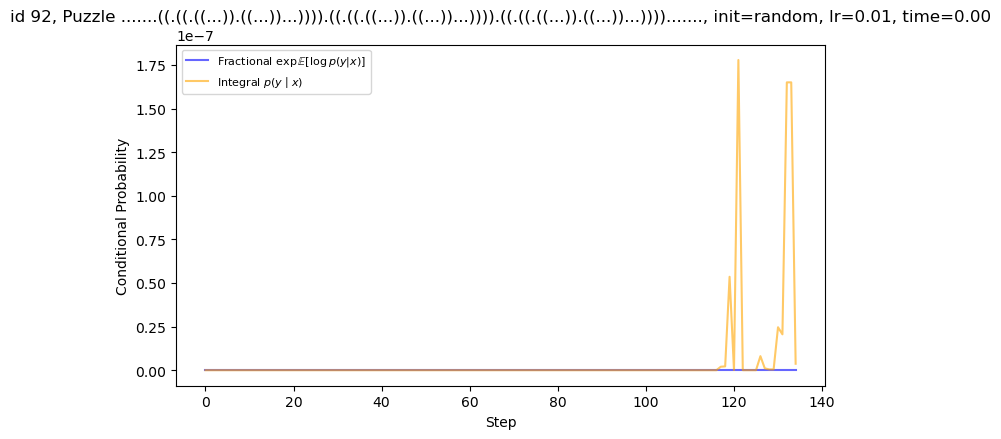 id 92, Puzzle .......((.((.((...)).((...))...)))).((.((.((...)).((...))...)))).((.((.((...)).((...))...))))......., init=random, lr=0.01, time=0.00
1e−7
Fractional exp𝔼[log p(y|x)]
Integral p(y | x)
1.75
1.50
1.25
1.00
0.75
0.50
0.25
0.00
Conditional Probability
0 20 40 60 80 100 120 140
Step